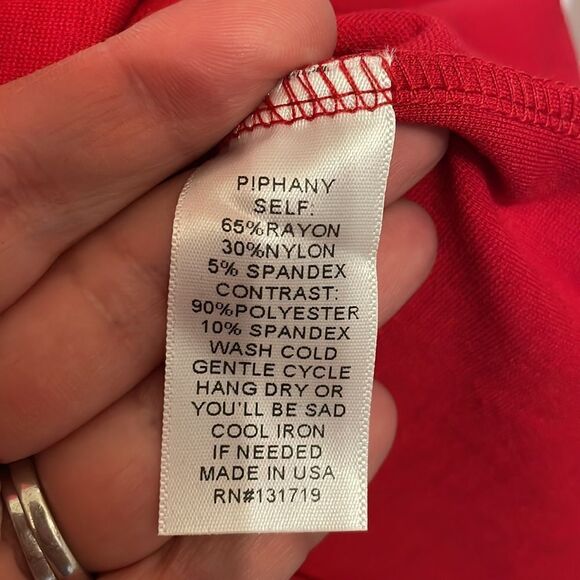 P!PHANY
SELF:
65%RAYON
30%NYLON
5% SPANDEX
CONTRAST:
90%POLYESTER
10% SPANDEX
WASH COLD
GENTLE CYCLE
HANG DRY OR
YOU'LL BE SAD
COOL IRON
IF NEEDED
MADE IN USA
RN#131719